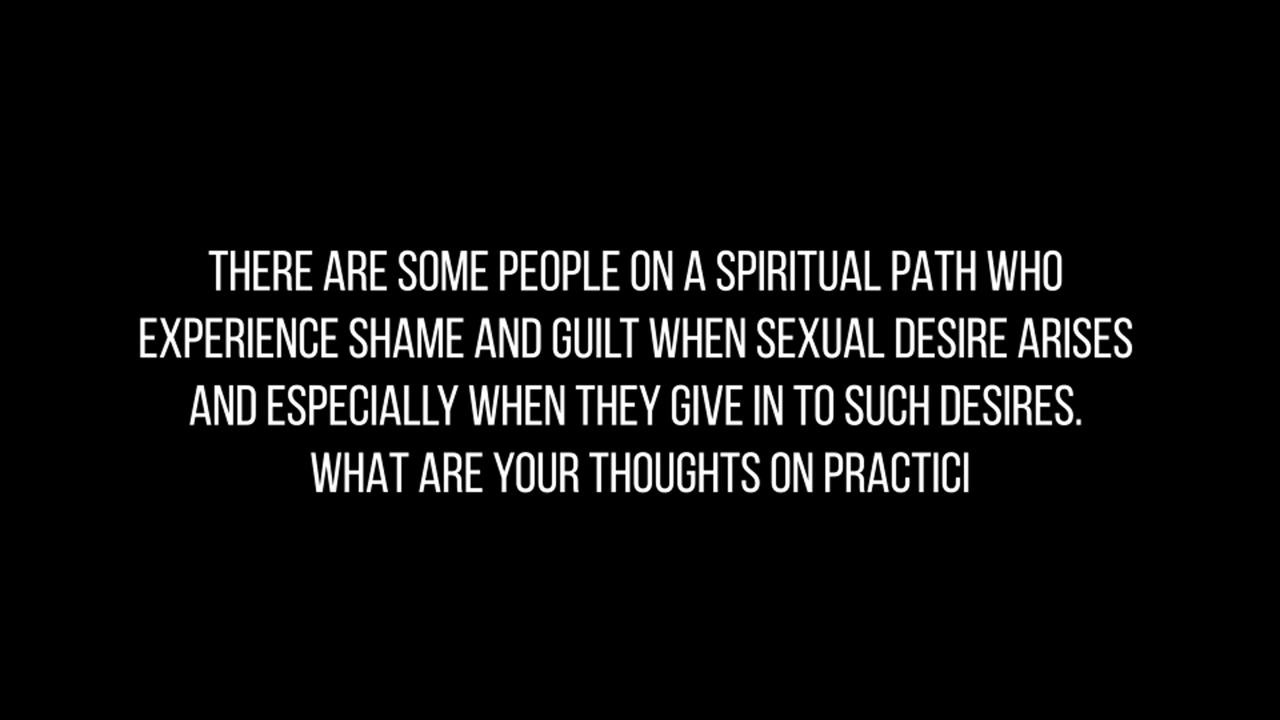 THERE ARE SOME PEOPLE ON A SPIRITUAL PATH WHO
EXPERIENCE SHAME AND GUILT WHEN SEXUAL DESIRE ARISES
AND ESPECIALLY WHEN THEY GIVE IN TO SUCH DESIRES.
WHAT ARE YOUR THOUGHTS ON PRACTICI